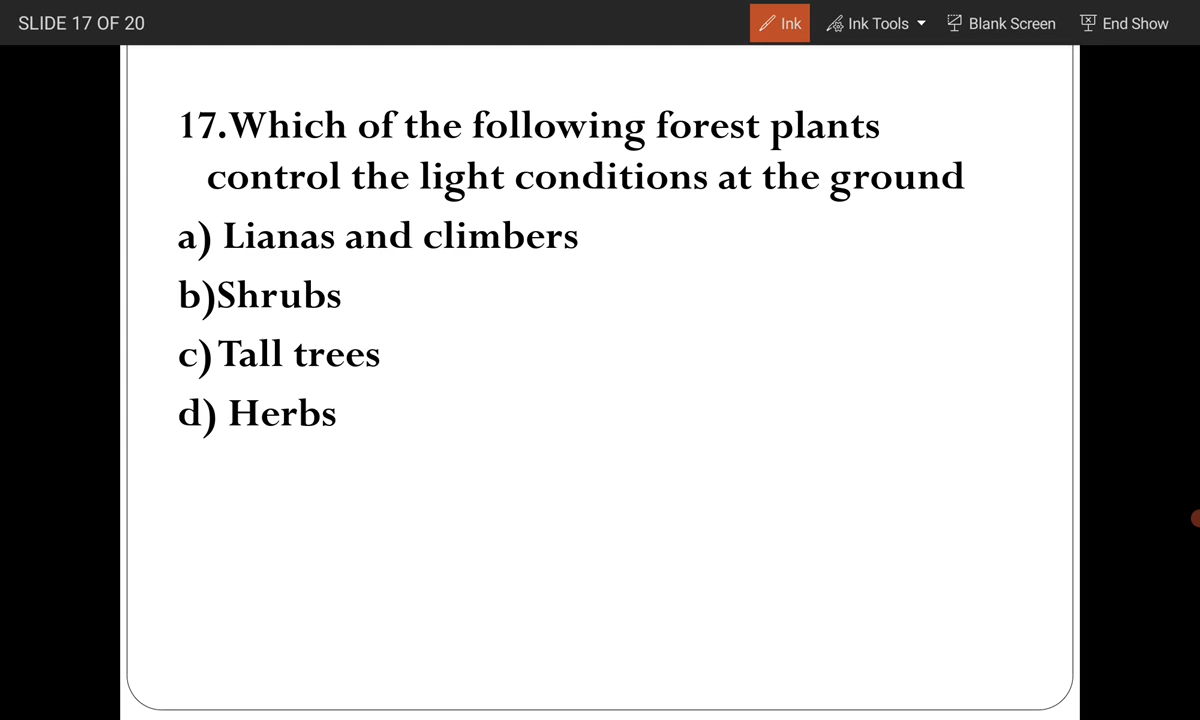 SLIDE 17 OF 20
Ink
Ink Tools
Blank Screen
End Show
17.Which of the following forest plants
control the light conditions at the ground
a) Lianas and climbers
b)Shrubs
c) Tall trees
d) Herbs